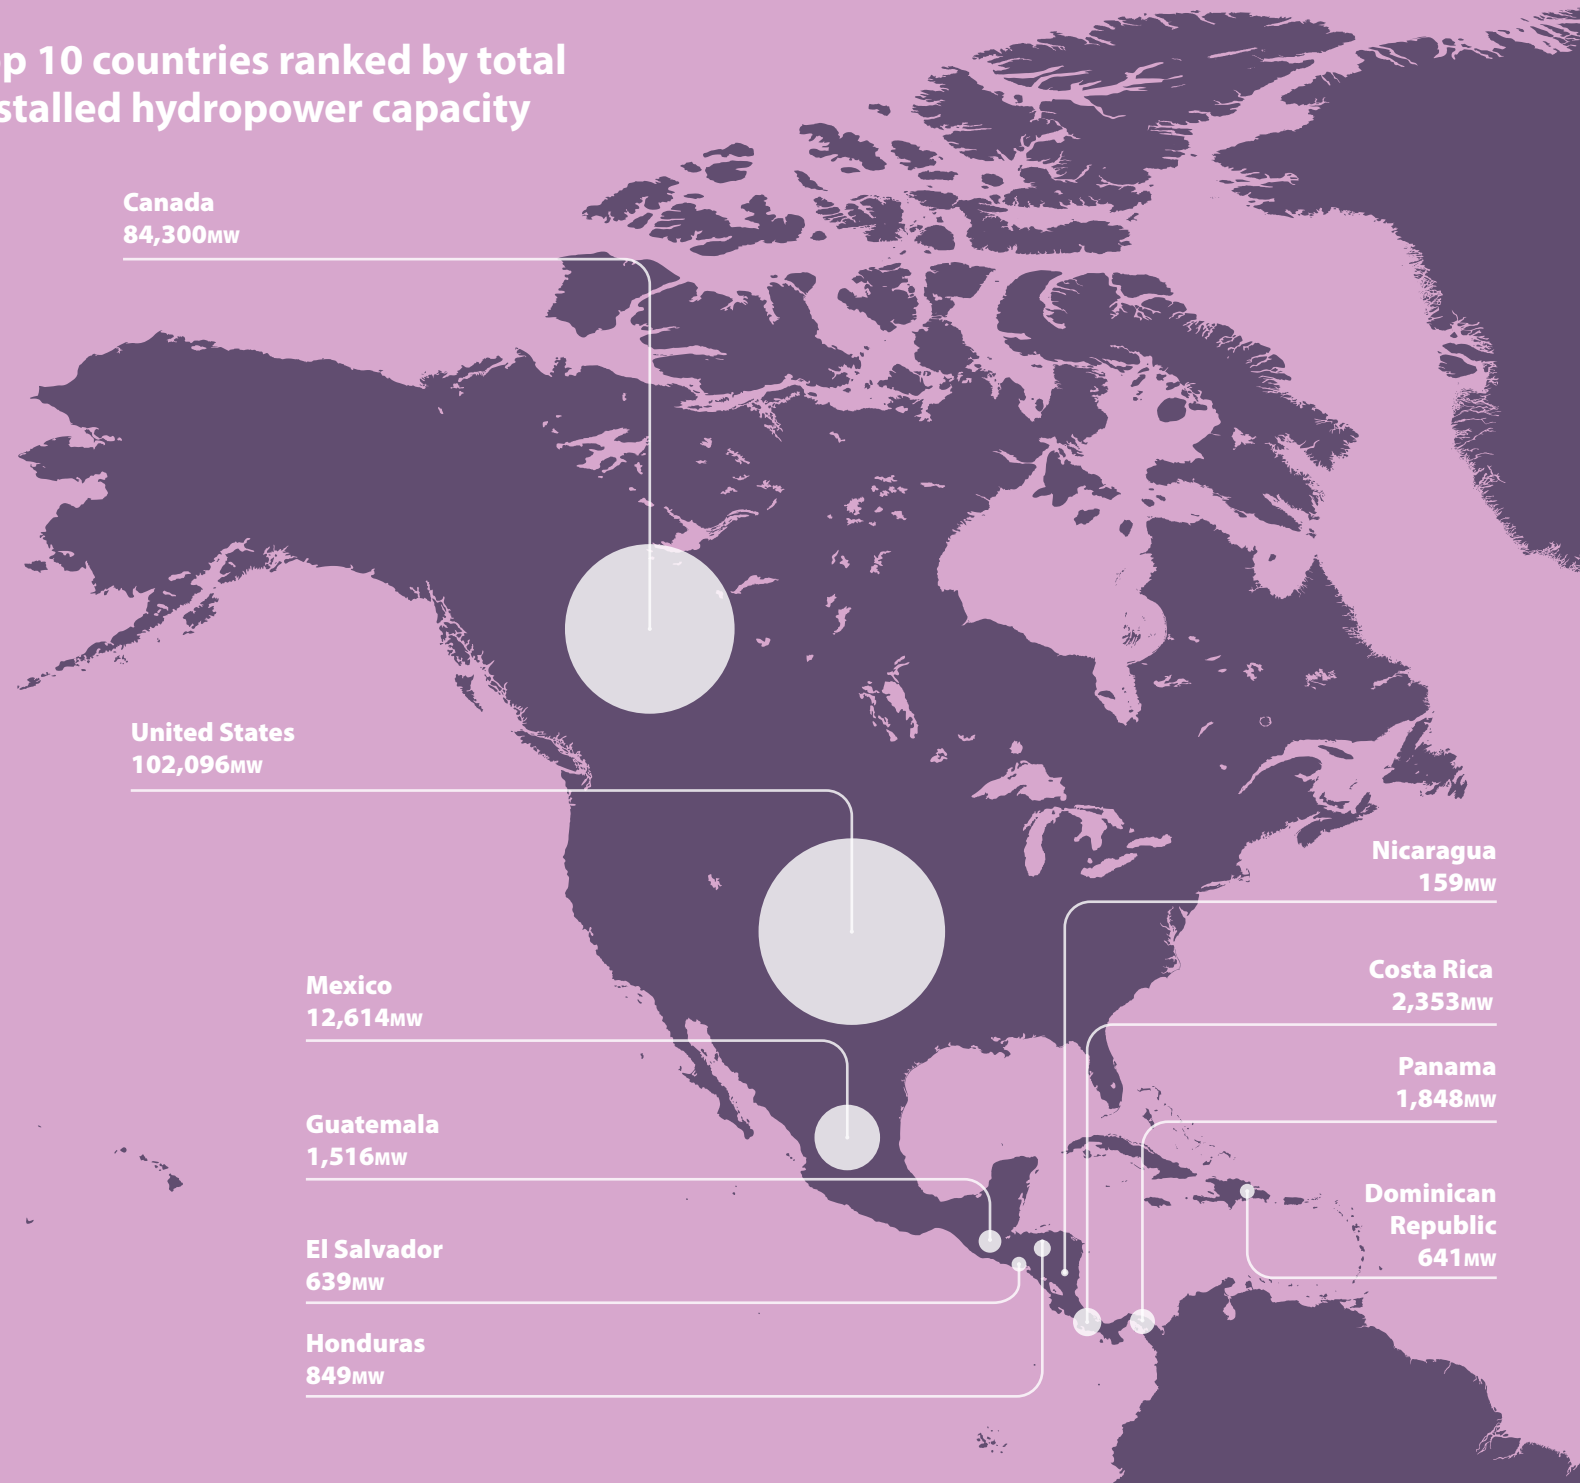 p 10 countries ranked by total
stalled hydropower capacity
Canada
84,300MW
United States
102,096MW
Mexico
12,614MW
Guatemala
1,516MW
El Salvador
639MW
Honduras
849MW
Nicaragua
159MW
Costa Rica
2,353MW
Panama
1,848MW
Dominican
Republic
641MW